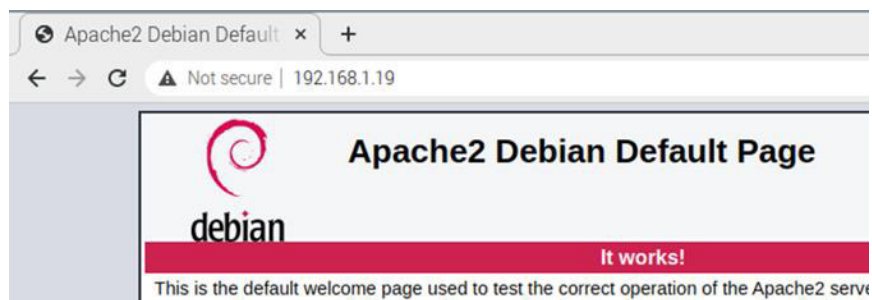 Apache2 Debian Default
Not secure | 192.168.1.19
Apache2 Debian Default Page
debian
It works!
This is the default welcome page used to test the correct operation of the Apache2